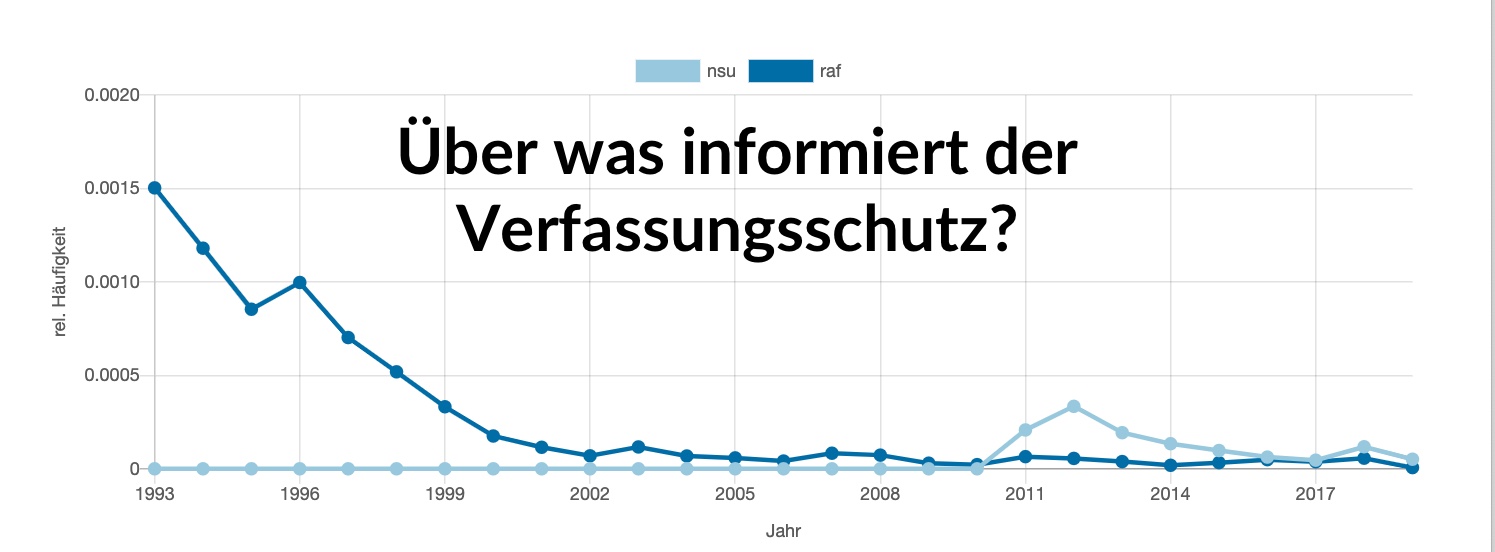 nsu raf
0.0020
Über was informiert der
0.0015
Verfassungsschutz?
rel. Häufigkeit
0.0010
0.0005
0
1993 1996 1999 2002 2005 2008 2011 2014 2017
Jahr